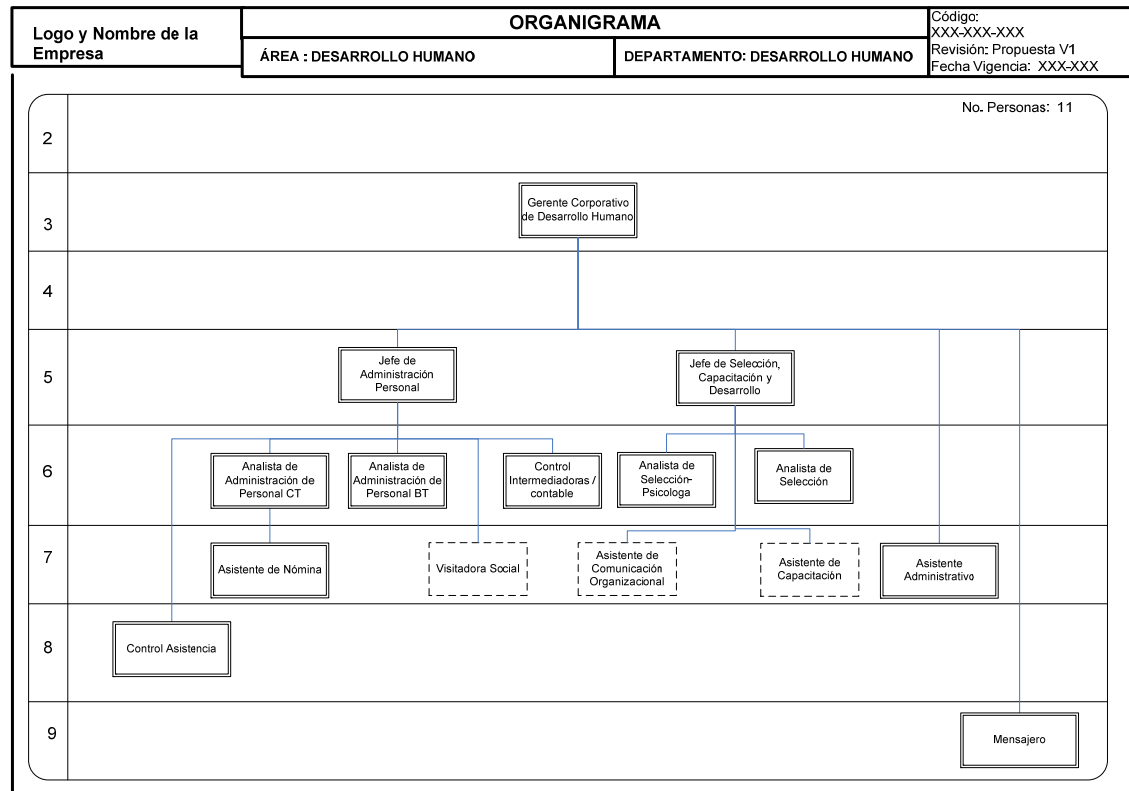 Logo y Nombre de la
Empresa
ORGANIGRAMA
ÁREA : DESARROLLO HUMANO
DEPARTAMENTO: DESARROLLO HUMANO
Código:
XXX-XXX-XXX
Revisión: Propuesta V1
Fecha Vigencia: XXX-XXX
No. Personas: 11
2
3
Gerente Corporativo
de Desarrollo Humano
4
5
Jefe de
Administración
Personal
Jefe de Selección,
Capacitación y
Desarrollo
6
Analista de
Administración de
Personal CT
Analista de
Administración de
Personal BT
Control
Intermediadoras /
contable
Analista de
Selección-
Psicologa
Analista de
Selección
7
Asistente de Nómina
Visitadora Social
Asistente de
Comunicación
Organizacional
Asistente de
Capacitación
Asistente
Administrativo
8
Control Asistencia
9
Mensajero